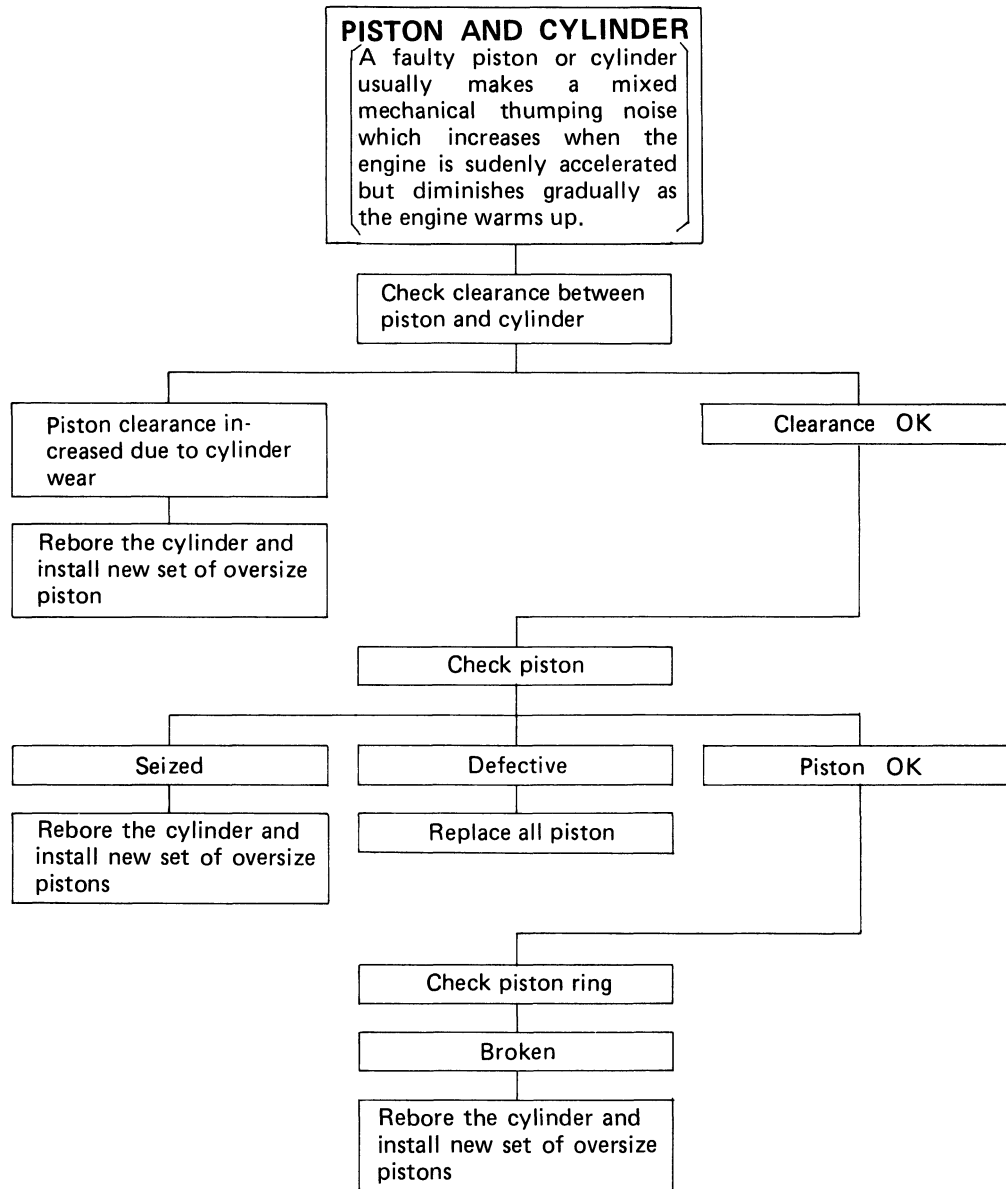 PISTON AND CYLINDER
A faulty piston or cylinder
usually makes a mixed
mechanical thumping noise
which increases when the
engine is sudenly accelerated
but diminishes gradually as
the engine warms up.
Check clearance between
piston and cylinder
Piston clearance in-
creased due to cylinder
wear
Clearance OK
Rebore the cylinder and
install new set of oversize
piston
Check piston
Seized
Defective
Piston OK
Rebore the cylinder and
install new set of oversize
pistons
Replace all piston
Check piston ring
Broken
Rebore the cylinder and
install new set of oversize
pistons